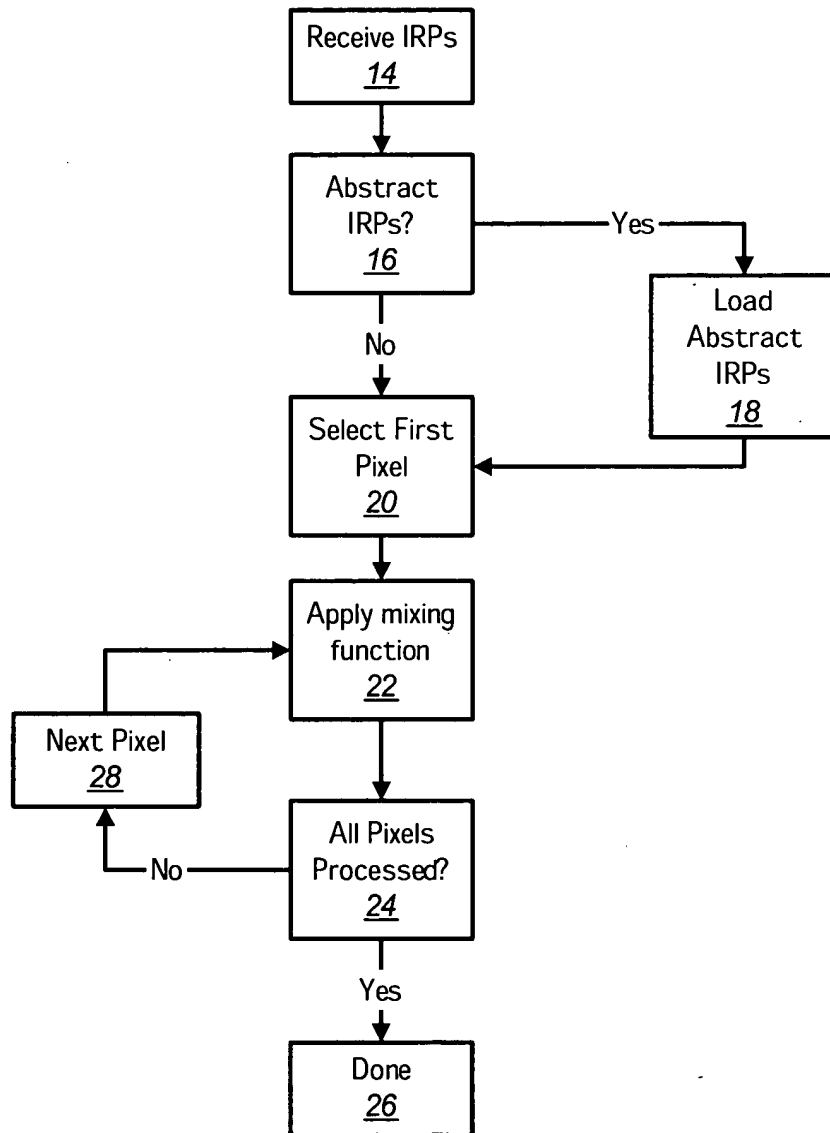 Receive IRPs
14
Abstract
IRPs?
16
Yes
No
Load
Abstract
IRPs
18
Select First
Pixel
20
Apply mixing
function
22
Next Pixel
28
All Pixels
Processed?
24
No
Yes
Done
26